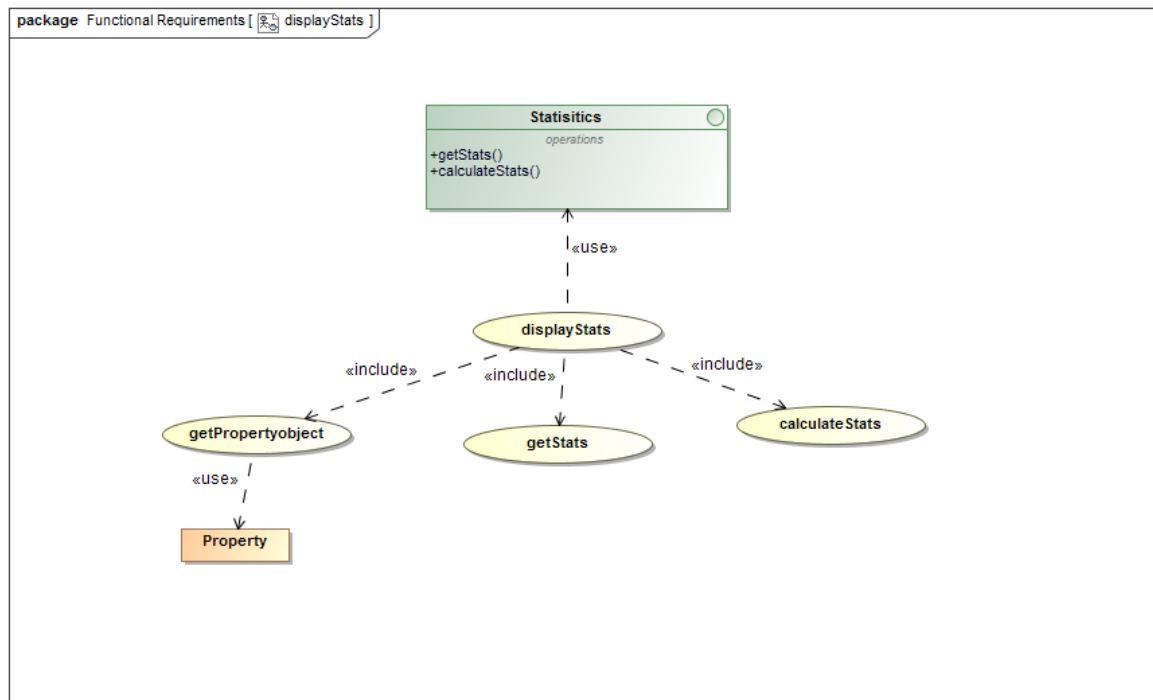 package Functional Requirements [ displayStats ]
Statisitics
operations
+getStats()
+calculateStats()
«use»
displayStats
«include»
«include»
«include»
getPropertyobject
getStats
calculateStats
«use»
Property